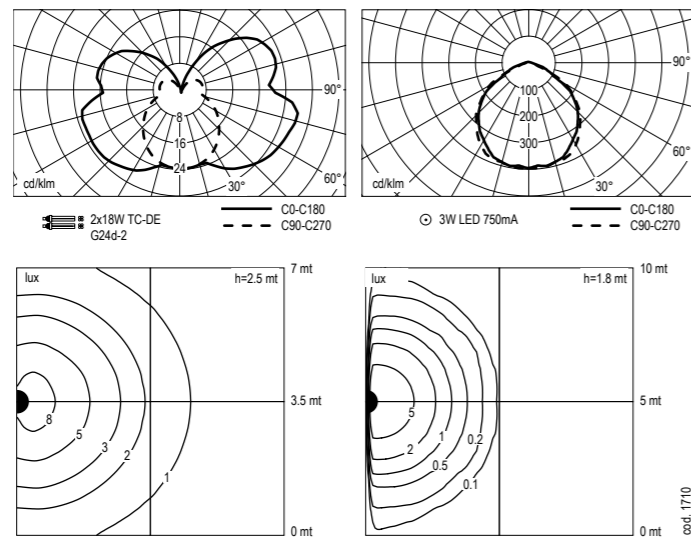 90°
8
16
24
60°
30°
cd/klm
2x18W TC-DE
G24d-2
C0-C180
C90-C270
90°
100
200
300
60°
30°
cd/klm
3W LED 750mA
C0-C180
C90-C270
lux
h=2.5 mt
7 mt
3.5 mt
0 mt
8
5
3
2
1
lux
h=1.8 mt
10 mt
5 mt
0 mt
5
2
1
0.5
0.2
0.1
cod. 1710